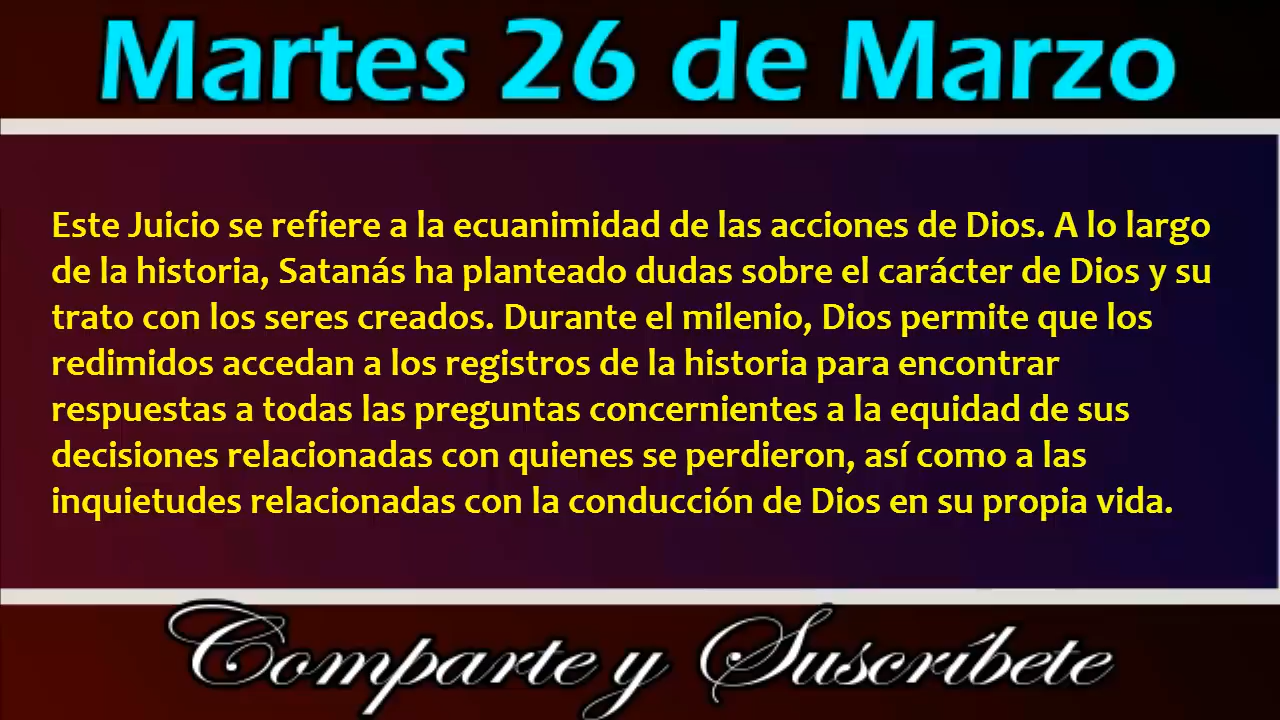 Martes 26 de Marzo
Este Juicio se refiere a la ecuanimidad de las acciones de Dios. A lo largo
de la historia, Satanás ha planteado dudas sobre el carácter de Dios y su
trato con los seres creados. Durante el milenio, Dios permite que los
redimidos accedan a los registros de la historia para encontrar
respuestas a todas las preguntas concernientes a la equidad de sus
decisiones relacionadas con quienes se perdieron, así como a las
inquietudes relacionadas con la conducción de Dios en su propia vida.
Comparte y Suscríbete